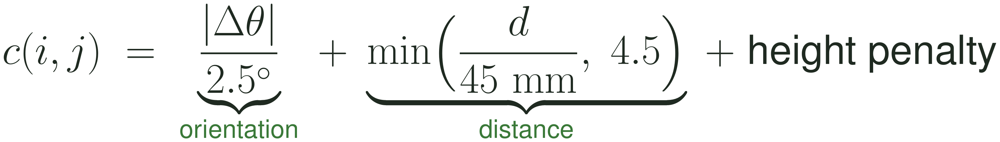 c(i, j) = |Δθ| / 2.5° + min(d / 45 mm, 4.5) + height penalty
orientation distance